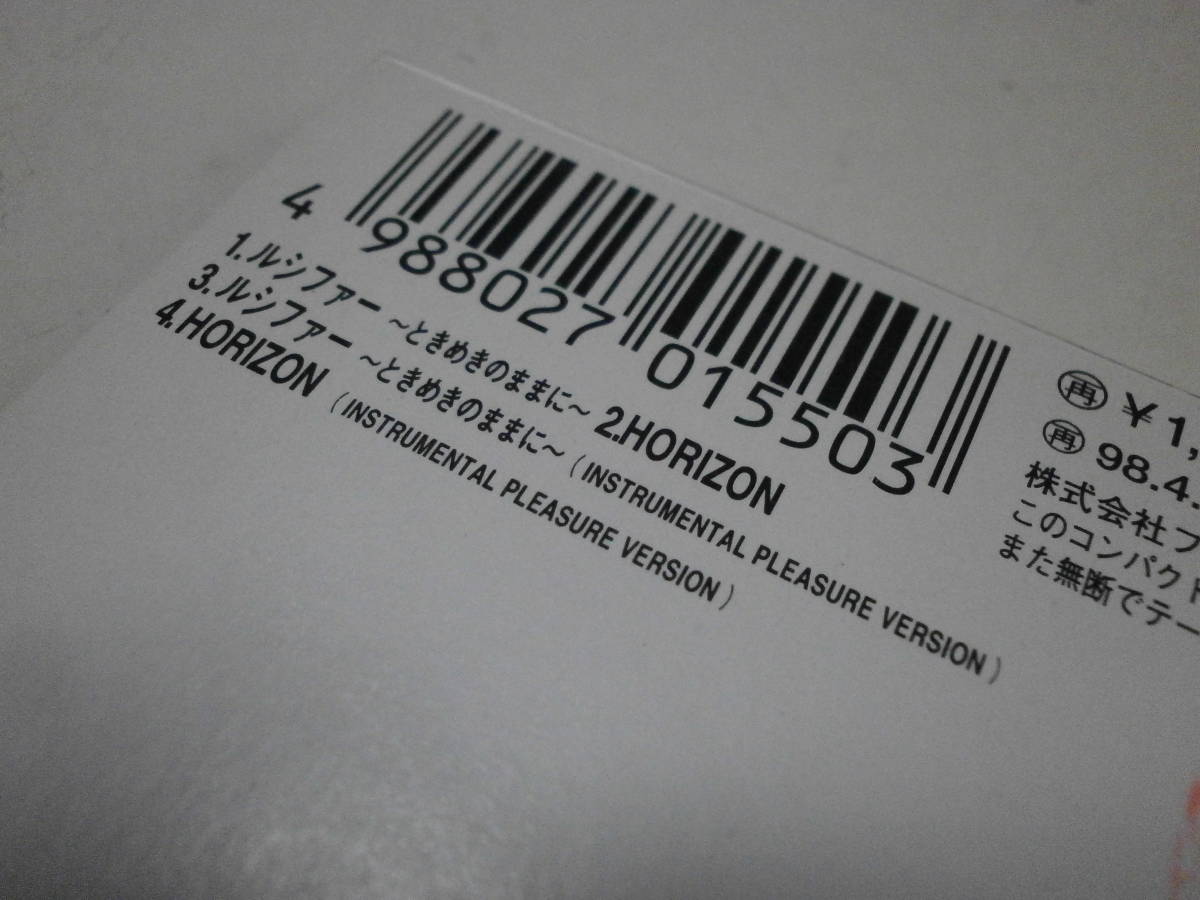 4 988027 015503
1.ルシファー ～ときめきのままに～ 2.HORIZON
3.ルシファー ～ときめきのままに～ (INSTRUMENTAL PLEASURE VERSION)
4.HORIZON (INSTRUMENTAL PLEASURE VERSION)
再 ¥1,
再 98.4.
株式会社フ
このコンパクト
また無断でテー